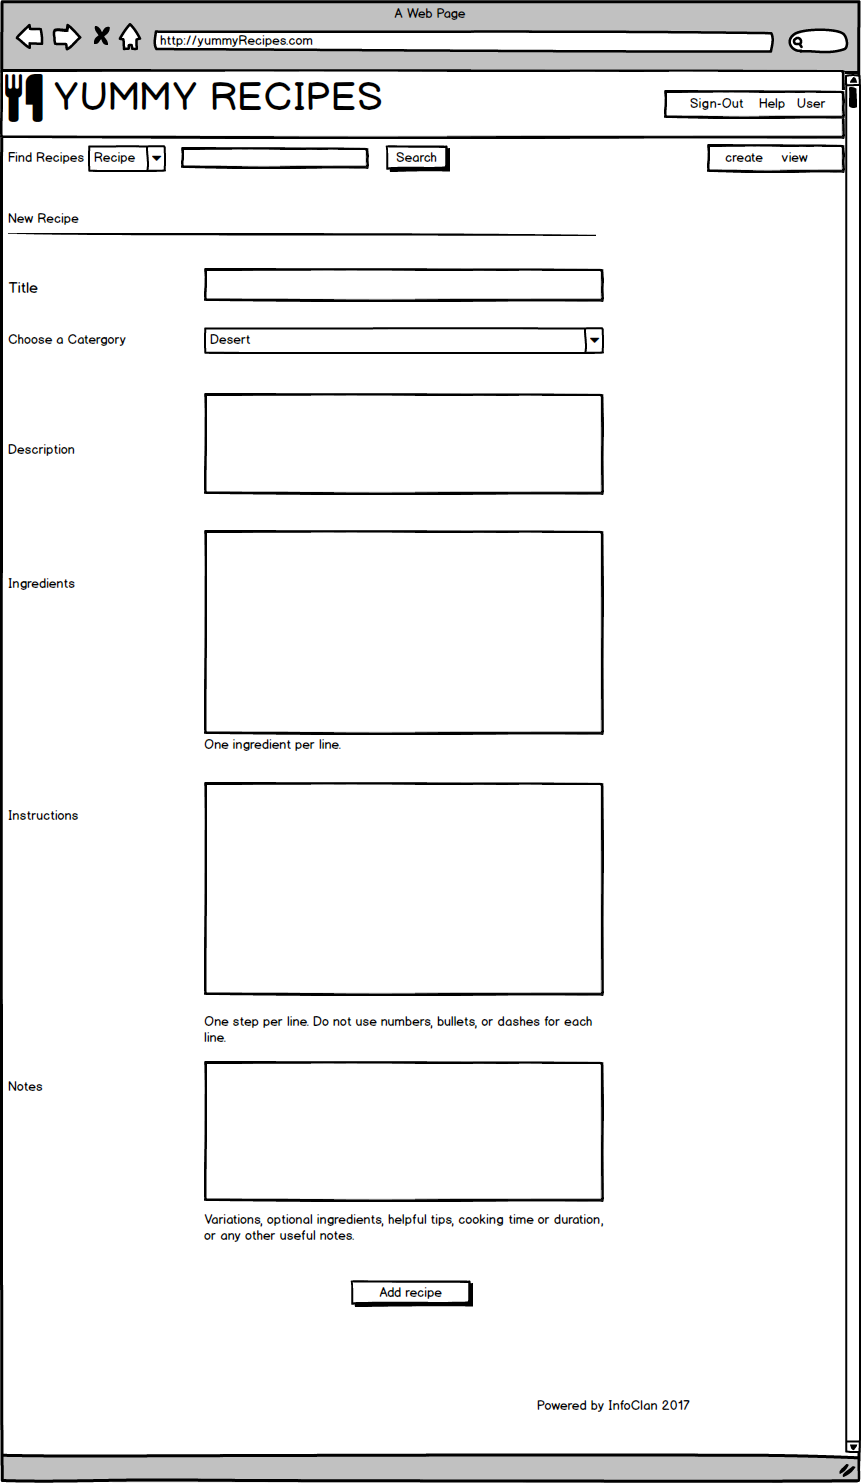 A Web Page
http://yummyRecipes.com
YUMMY RECIPES
Sign-Out Help User
Find Recipes Recipe Search create view
New Recipe
Title
Choose a Catergory Desert
Description
Ingredients
One ingredient per line.
Instructions
One step per line. Do not use numbers, bullets, or dashes for each
line.
Notes
Variations, optional ingredients, helpful tips, cooking time or duration,
or any other useful notes.
Add recipe
Powered by InfoClan 2017